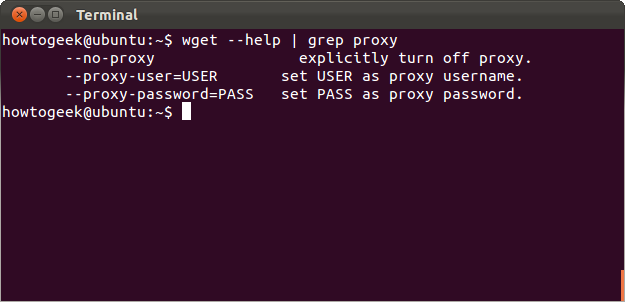 Terminal
howtogeek@ubuntu:~$ wget --help | grep proxy
       --no-proxy                explicitly turn off proxy.
       --proxy-user=USER       set USER as proxy username.
       --proxy-password=PASS   set PASS as proxy password.
howtogeek@ubuntu:~$